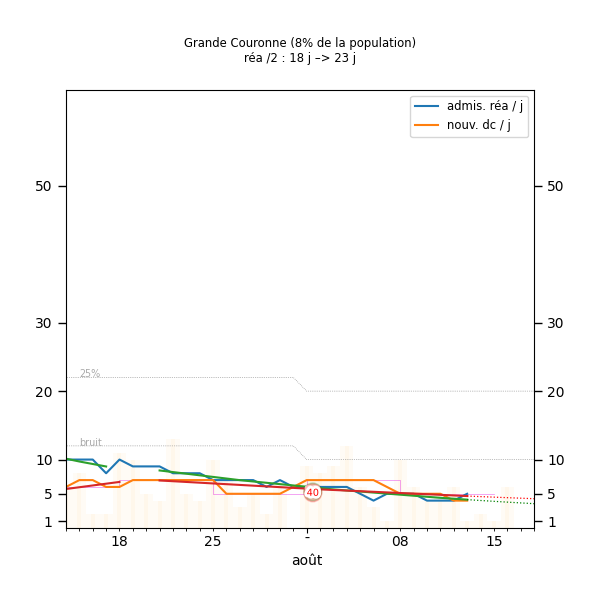 Grande Couronne (8% de la population)
réa /2 : 18 j –> 23 j
admis. réa / j
nouv. dc / j
50 50
30 30
25%
20 20
bruit
10 10
40
5 5
1 1
18 25 - 08 15
août